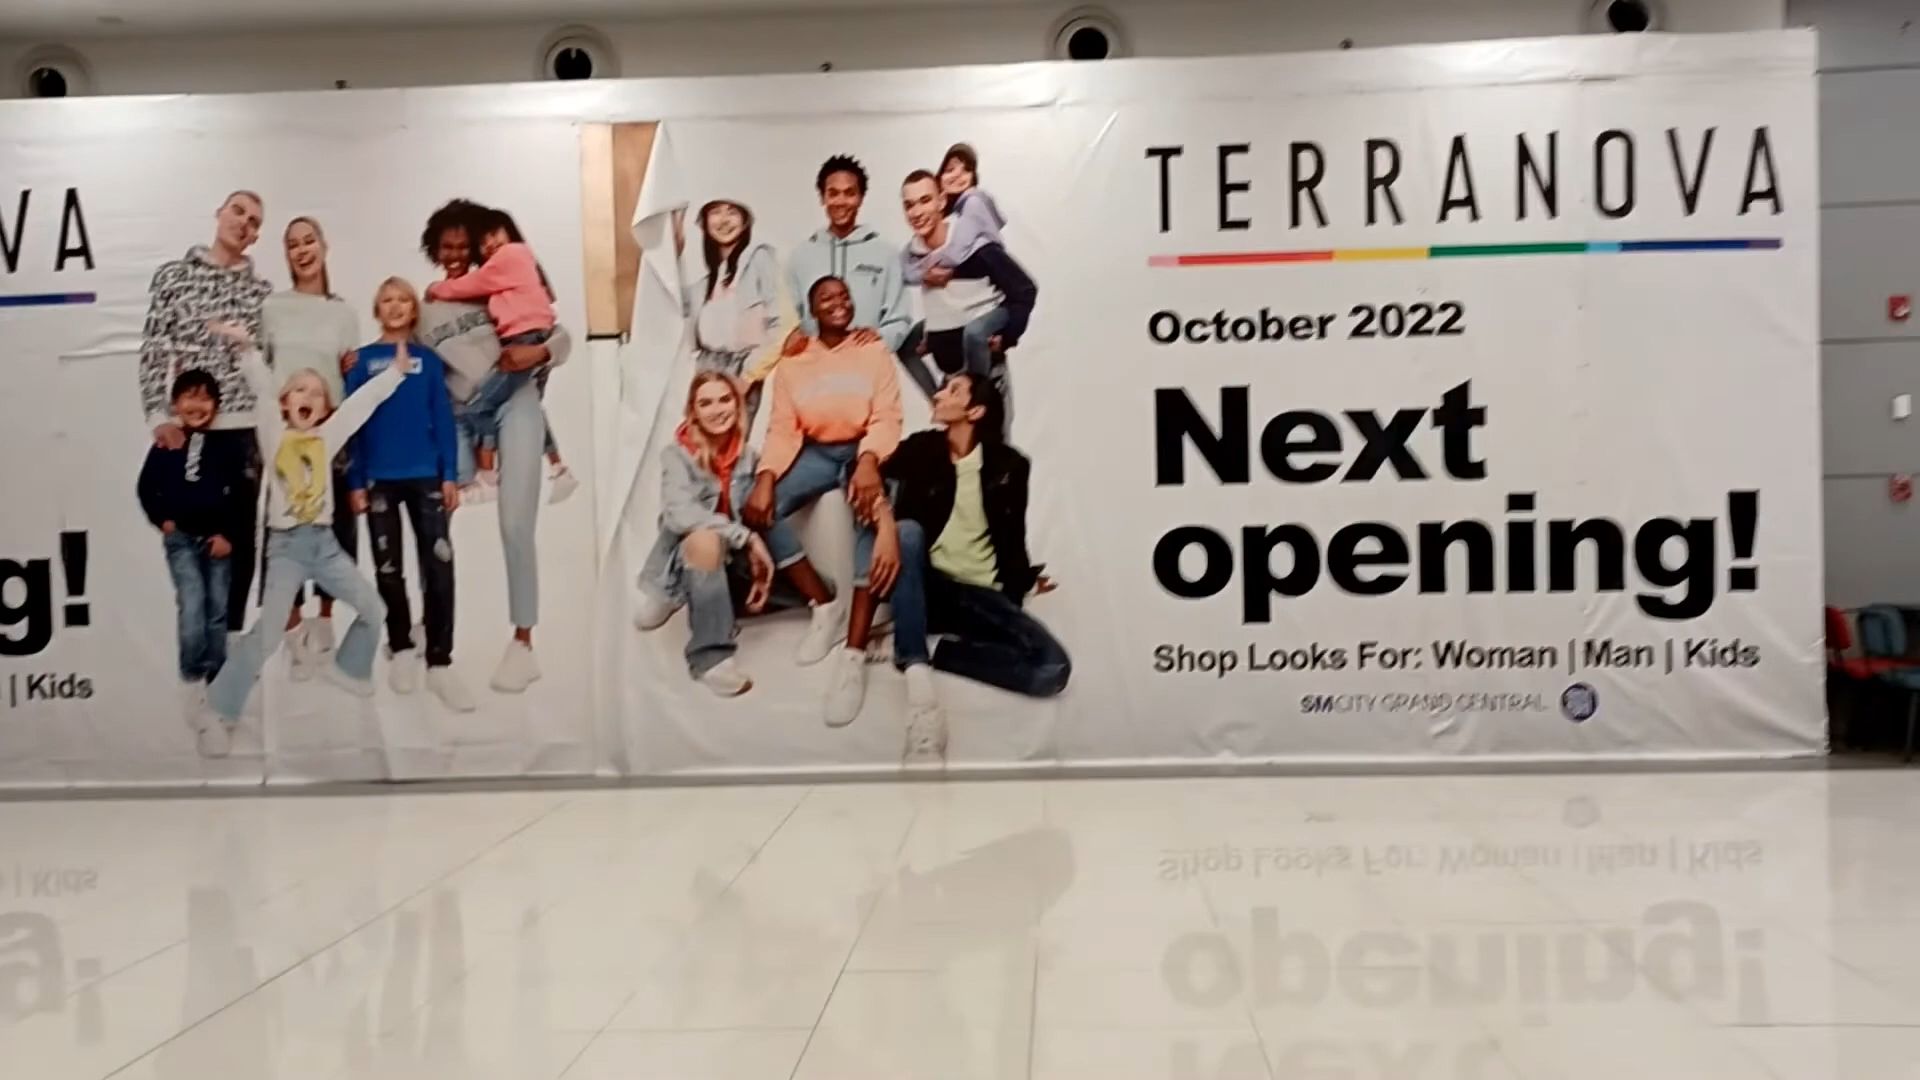 VA
g!
| Kids
TERRANOVA
October 2022
Next
opening!
Shop Looks For: Woman | Man | Kids
SM CITY GRAND CENTRAL